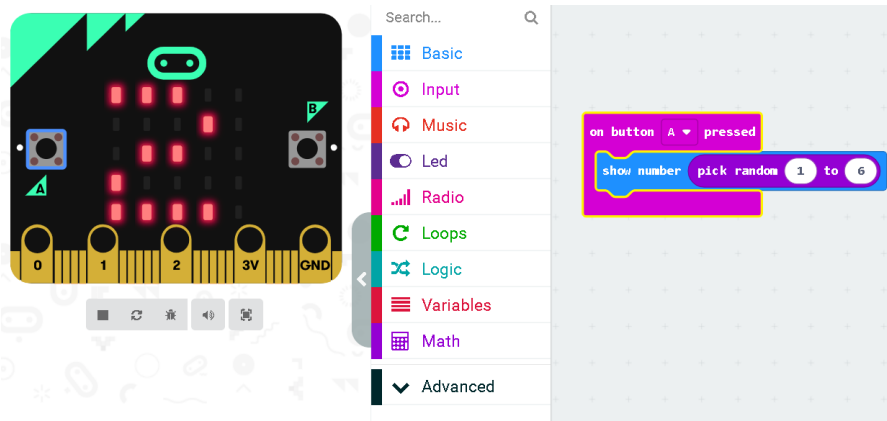 Search...
Basic
Input
Music
Led
Radio
Loops
Logic
Variables
Math
Advanced
A
B
0 1 2 3V GND
on button A pressed
show number pick random 1 to 6